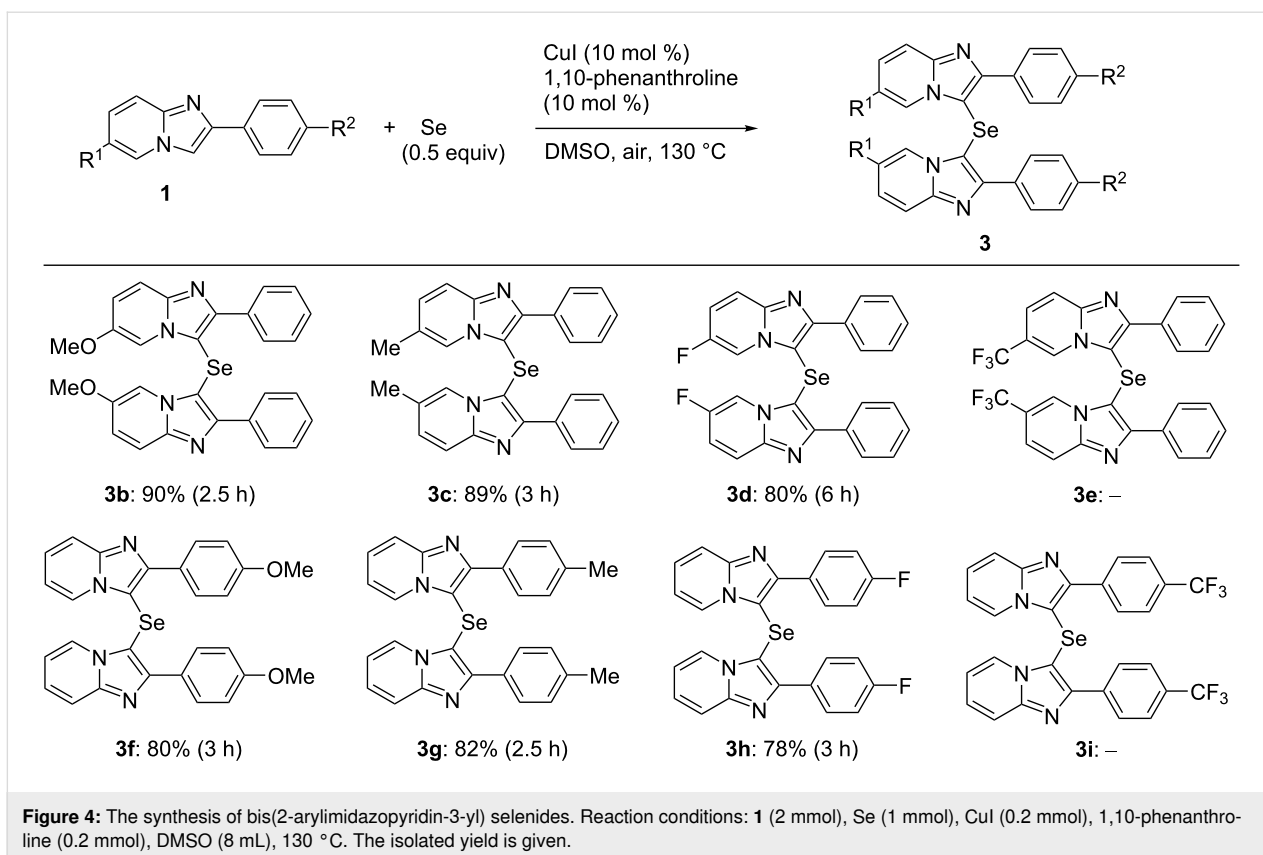 CuI (10 mol %)
1,10-phenanthroline
(10 mol %)
DMSO, air, 130 °C
N
N
R¹
R²
1
+ Se
(0.5 equiv)
N
N
R¹
R²
Se
R¹
N
N
R²
3
N
N
MeO
Se
MeO
N
N
3b: 90% (2.5 h)
N
N
Me
Se
Me
N
N
3c: 89% (3 h)
N
N
F
Se
F
N
N
3d: 80% (6 h)
N
N
F₃C
Se
F₃C
N
N
3e: –
N
N
OMe
Se
N
N
OMe
3f: 80% (3 h)
N
N
Me
Se
N
N
Me
3g: 82% (2.5 h)
N
N
F
Se
N
N
F
3h: 78% (3 h)
N
N
CF₃
Se
N
N
CF₃
3i: –
Figure 4: The synthesis of bis(2-arylimidazopyridin-3-yl) selenides. Reaction conditions: 1 (2 mmol), Se (1 mmol), CuI (0.2 mmol), 1,10-phenanthro-
line (0.2 mmol), DMSO (8 mL), 130 °C. The isolated yield is given.